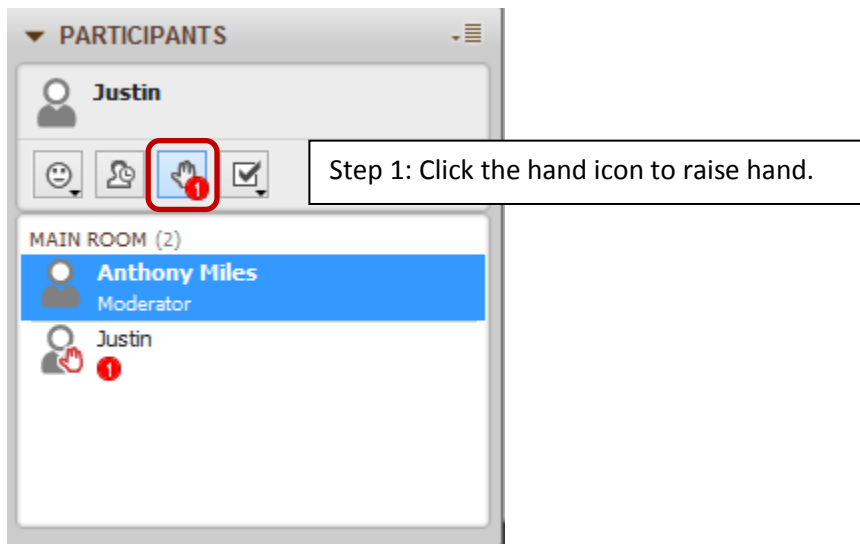 PARTICIPANTS
Justin
1
Step 1: Click the hand icon to raise hand.
MAIN ROOM (2)
Anthony Miles
Moderator
Justin
1